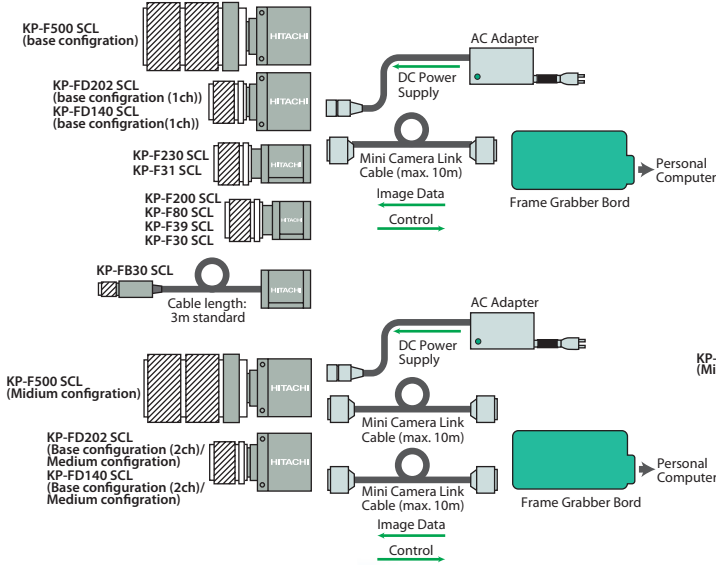 KP-F500 SCL
(base configration)
HITACHI
KP-FD202 SCL
(base configration (1ch))
KP-FD140 SCL
(base configration(1ch))
HITACHI
KP-F230 SCL
KP-F31 SCL
HITACHI
KP-F200 SCL
KP-F80 SCL
KP-F39 SCL
KP-F30 SCL
HITACHI
KP-FB30 SCL
Cable length:
3m standard
HITACHI
AC Adapter
DC Power
Supply
Mini Camera Link
Cable (max. 10m)
Image Data
Control
Frame Grabber Bord
Personal
Computer
KP-F500 SCL
(Midium configration)
HITACHI
KP-FD202 SCL
(Base configuration (2ch)/
Medium configration)
KP-FD140 SCL
(Base configuration (2ch)/
Medium configration)
HITACHI
AC Adapter
DC Power
Supply
Mini Camera Link
Cable (max. 10m)
Mini Camera Link
Cable (max. 10m)
Image Data
Control
Frame Grabber Bord
Personal
Computer
KP-
(Mi